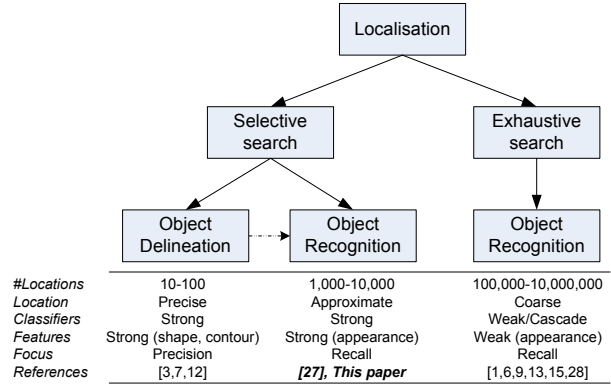 Localisation
Selective search
Exhaustive search
Object Delineation
Object Recognition
Object Recognition
#Locations 10-100 1,000-10,000 100,000-10,000,000
Location Precise Approximate Coarse
Classifiers Strong Strong Weak/Cascade
Features Strong (shape, contour) Strong (appearance) Weak (appearance)
Focus Precision Recall Recall
References [3,7,12] [27], This paper [1,6,9,13,15,28]